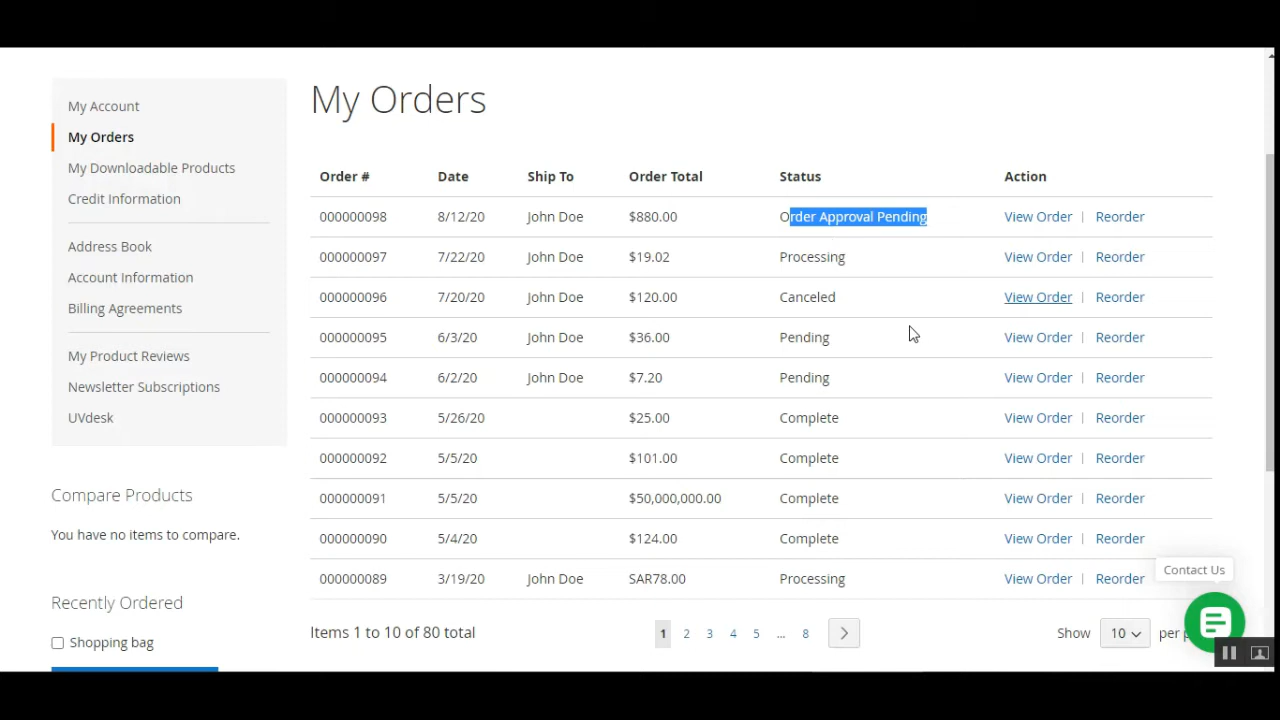 My Account
My Orders
My Downloadable Products
Credit Information
Address Book
Account Information
Billing Agreements
My Product Reviews
Newsletter Subscriptions
UVdesk
Compare Products
You have no items to compare.
Recently Ordered
Shopping bag
My Orders
Order # Date Ship To Order Total Status Action
000000098 8/12/20 John Doe $880.00 Order Approval Pending View Order | Reorder
000000097 7/22/20 John Doe $19.02 Processing View Order | Reorder
000000096 7/20/20 John Doe $120.00 Canceled View Order | Reorder
000000095 6/3/20 John Doe $36.00 Pending View Order | Reorder
000000094 6/2/20 John Doe $7.20 Pending View Order | Reorder
000000093 5/26/20 $25.00 Complete View Order | Reorder
000000092 5/5/20 $101.00 Complete View Order | Reorder
000000091 5/5/20 $50,000,000.00 Complete View Order | Reorder
000000090 5/4/20 $124.00 Complete View Order | Reorder
000000089 3/19/20 John Doe SAR78.00 Processing View Order | Reorder
Items 1 to 10 of 80 total 1 2 3 4 5 ... 8 Show 10 per
Contact Us